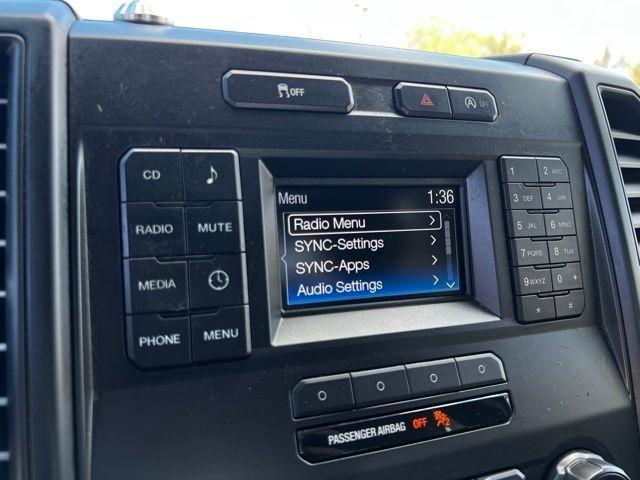 OFF
OFF
CD
RADIO MUTE
MEDIA
PHONE MENU
Menu 1:36
Radio Menu
SYNC-Settings
SYNC-Apps
Audio Settings
1 2 ABC
3 DEF 4 GHI
5 JKL 6 MNO
7 PQRS 8 TUV
9 WXYZ 0 +
* #
PASSENGER AIRBAG OFF